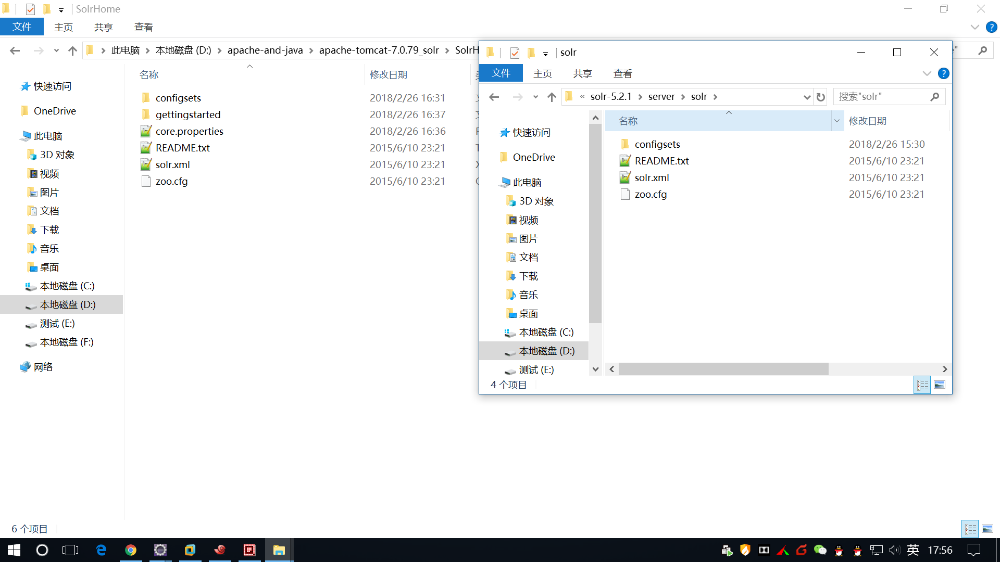 SolrHome
文件 主页 共享 查看
此电脑 本地磁盘 (D:) apache-and-java apache-tomcat-7.0.79_solr
名称 修改日期
快速访问
OneDrive
此电脑
3D 对象
视频
图片
文档
下载
音乐
桌面
本地磁盘 (C:)
本地磁盘 (D:)
测试 (E:)
本地磁盘 (F:)
网络
configsets 2018/2/26 16:31
gettingstarted 2018/2/26 16:37
core.properties 2018/2/26 16:36
README.txt 2015/6/10 23:21
solr.xml 2015/6/10 23:21
zoo.cfg 2015/6/10 23:21
6 个项目
solr
文件 主页 共享 查看
« solr-5.2.1 server solr 搜索"solr"
名称 修改日期
快速访问
OneDrive
此电脑
3D 对象
视频
图片
文档
下载
音乐
桌面
本地磁盘 (C:)
本地磁盘 (D:)
测试 (E:)
configsets 2018/2/26 15:30
README.txt 2015/6/10 23:21
solr.xml 2015/6/10 23:21
zoo.cfg 2015/6/10 23:21
4 个项目
英 17:56